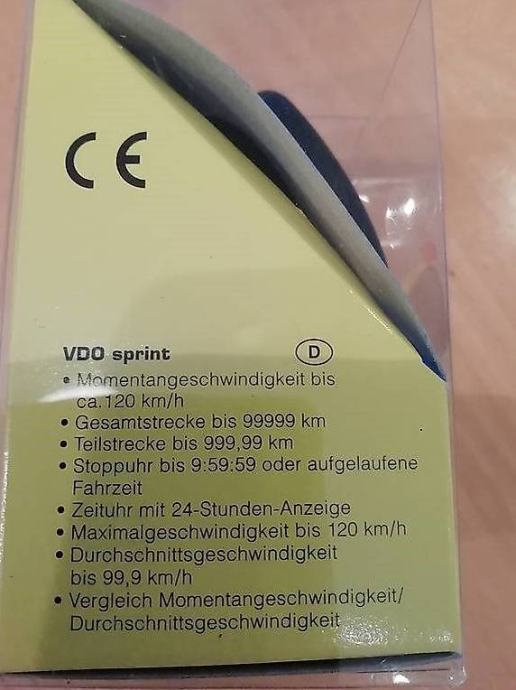 CE
VDO sprint
D
• Momentangeschwindigkeit bis
ca.120 km/h
• Gesamtstrecke bis 99999 km
• Teilstrecke bis 999,99 km
• Stoppuhr bis 9:59:59 oder aufgelaufene
Fahrzeit
• Zeituhr mit 24-Stunden-Anzeige
• Maximalgeschwindigkeit bis 120 km/h
• Durchschnittsgeschwindigkeit
bis 99,9 km/h
• Vergleich Momentangeschwindigkeit/
Durchschnittsgeschwindigkeit